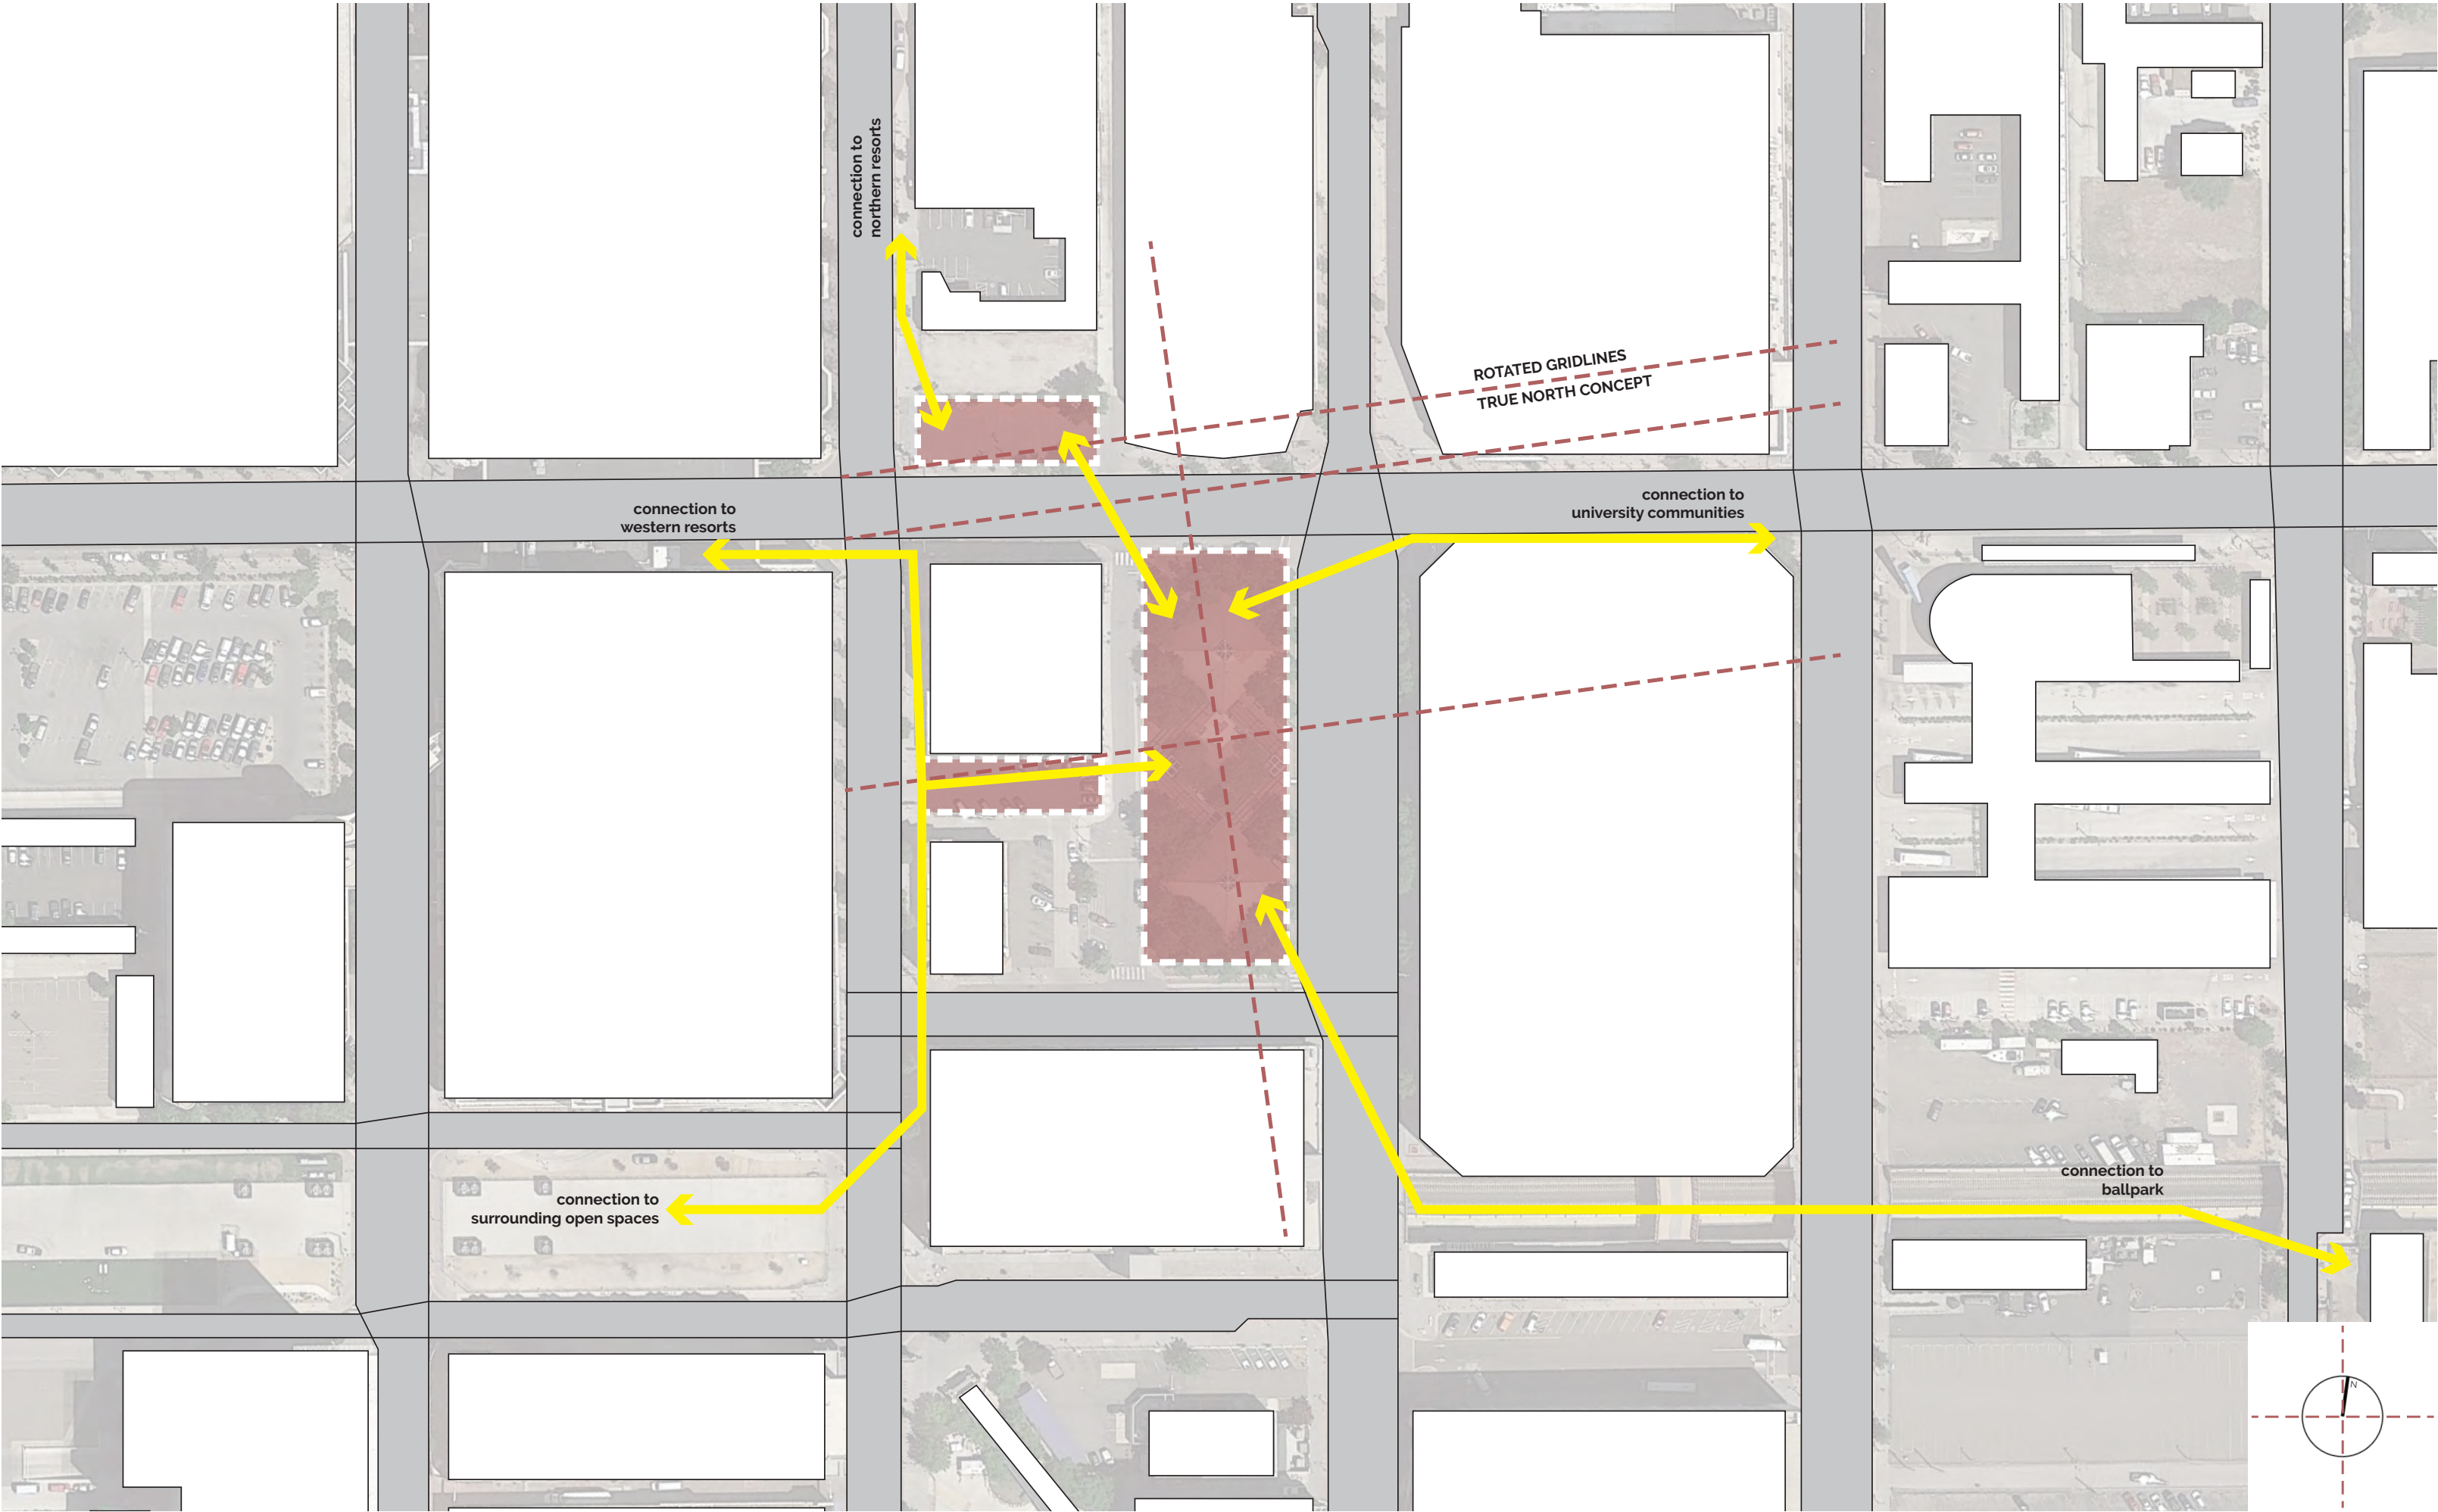 connection to
northern resorts
ROTATED GRIDLINES
TRUE NORTH CONCEPT
connection to
western resorts
connection to
university communities
connection to
surrounding open spaces
connection to
ballpark
N